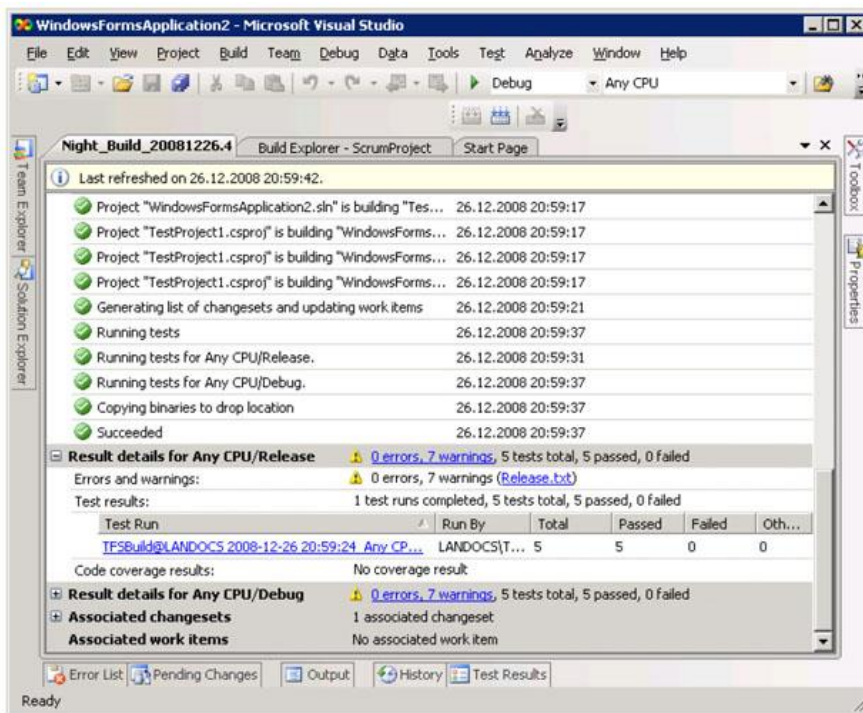 WindowsFormsApplication2 - Microsoft Visual Studio
File Edit View Project Build Team Debug Data Tools Test Analyze Window Help
Debug Any CPU
Night_Build_20081226.4 Build Explorer - ScrumProject Start Page
Team Explorer
Solution Explorer
Toolbox
Properties
Last refreshed on 26.12.2008 20:59:42.
Project "WindowsFormsApplication2.sln" is building "Tes... 26.12.2008 20:59:17
Project "TestProject1.csproj" is building "WindowsForms... 26.12.2008 20:59:17
Project "TestProject1.csproj" is building "WindowsForms... 26.12.2008 20:59:17
Project "TestProject1.csproj" is building "WindowsForms... 26.12.2008 20:59:17
Generating list of changesets and updating work items 26.12.2008 20:59:21
Running tests 26.12.2008 20:59:37
Running tests for Any CPU/Release. 26.12.2008 20:59:31
Running tests for Any CPU/Debug. 26.12.2008 20:59:37
Copying binaries to drop location 26.12.2008 20:59:37
Succeeded 26.12.2008 20:59:37
Result details for Any CPU/Release 0 errors, 7 warnings, 5 tests total, 5 passed, 0 failed
Errors and warnings: 0 errors, 7 warnings (Release.txt)
Test results: 1 test runs completed, 5 tests total, 5 passed, 0 failed
Test Run Run By Total Passed Failed Oth...
TFSBuild@LANDOCS 2008-12-26 20:59:24_Any CP... LANDOCS\T... 5 5 0 0
Code coverage results: No coverage result
Result details for Any CPU/Debug 0 errors, 7 warnings, 5 tests total, 5 passed, 0 failed
Associated changesets 1 associated changeset
Associated work items No associated work item
Error List Pending Changes Output History Test Results
Ready